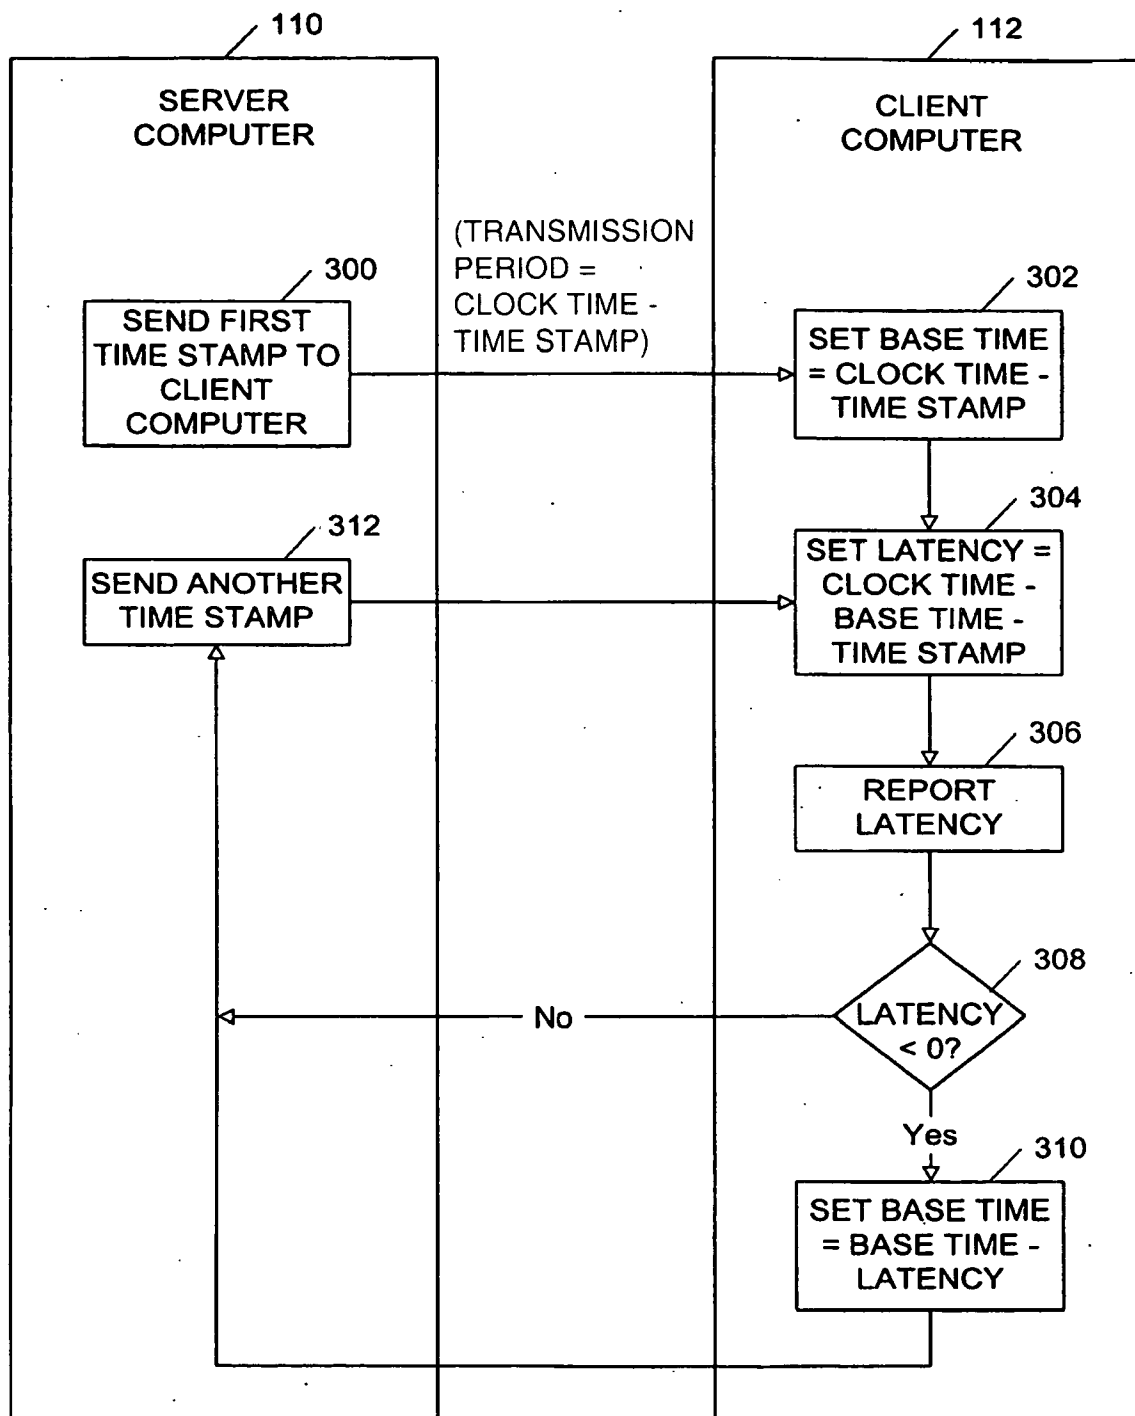 110
112
SERVER
COMPUTER
CLIENT
COMPUTER
(TRANSMISSION
PERIOD =
CLOCK TIME -
TIME STAMP)
300
SEND FIRST
TIME STAMP TO
CLIENT
COMPUTER
302
SET BASE TIME
= CLOCK TIME -
TIME STAMP
312
SEND ANOTHER
TIME STAMP
304
SET LATENCY =
CLOCK TIME -
BASE TIME -
TIME STAMP
306
REPORT
LATENCY
308
LATENCY
< 0?
No
Yes
310
SET BASE TIME
= BASE TIME -
LATENCY